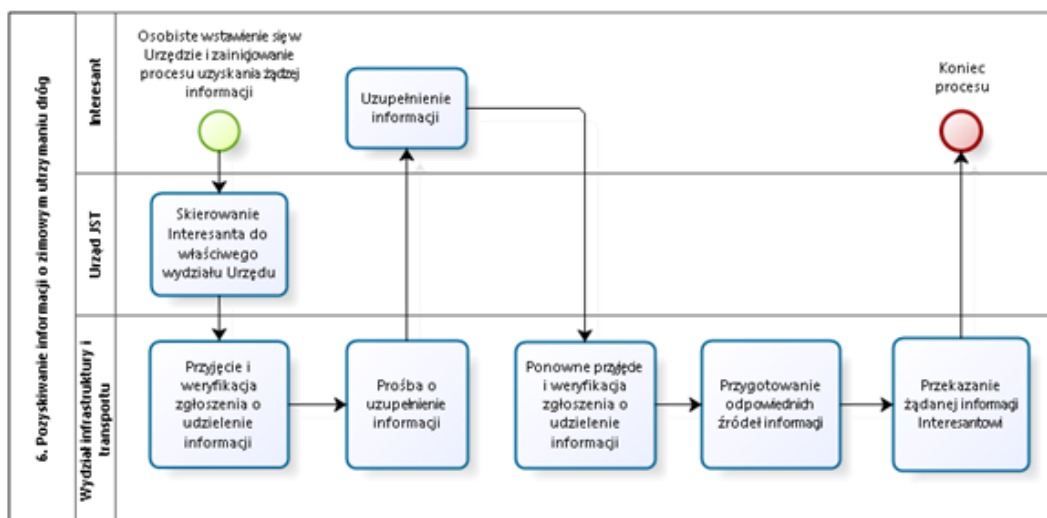 6. Pozyskiwanie informacji o zimowym utrzymaniu dróg
Interesant
Osobiste wstawienie się w
Urzędzie i zainicjowanie
procesu uzyskania żądzej
informacji
Uzupełnienie
informacji
Koniec
procesu
Urząd JST
Skierowanie
Interesanta do
właściwego
wydziału Urzędu
Wydział infrastruktury i
transportu
Przyjęcie i
weryfikacja
zgłoszenia o
udzielenie
informacji
Prośba o
uzupełnienie
informacji
Ponowne przyjęcie
i weryfikacja
zgłoszenia o
udzielenie
informacji
Przygotowanie
odpowiednich
źródeł informacji
Przekazanie
żądanej informacji
Interesantowi